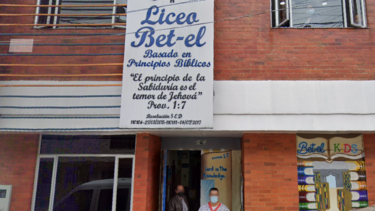 Liceo
Bet-el
Basado en
Principios Bíblicos
"El principio de la
Sabiduría es el
temor de Jehová"
Prov. 1:7
Resolución S.E.D
Bet-el KIDS